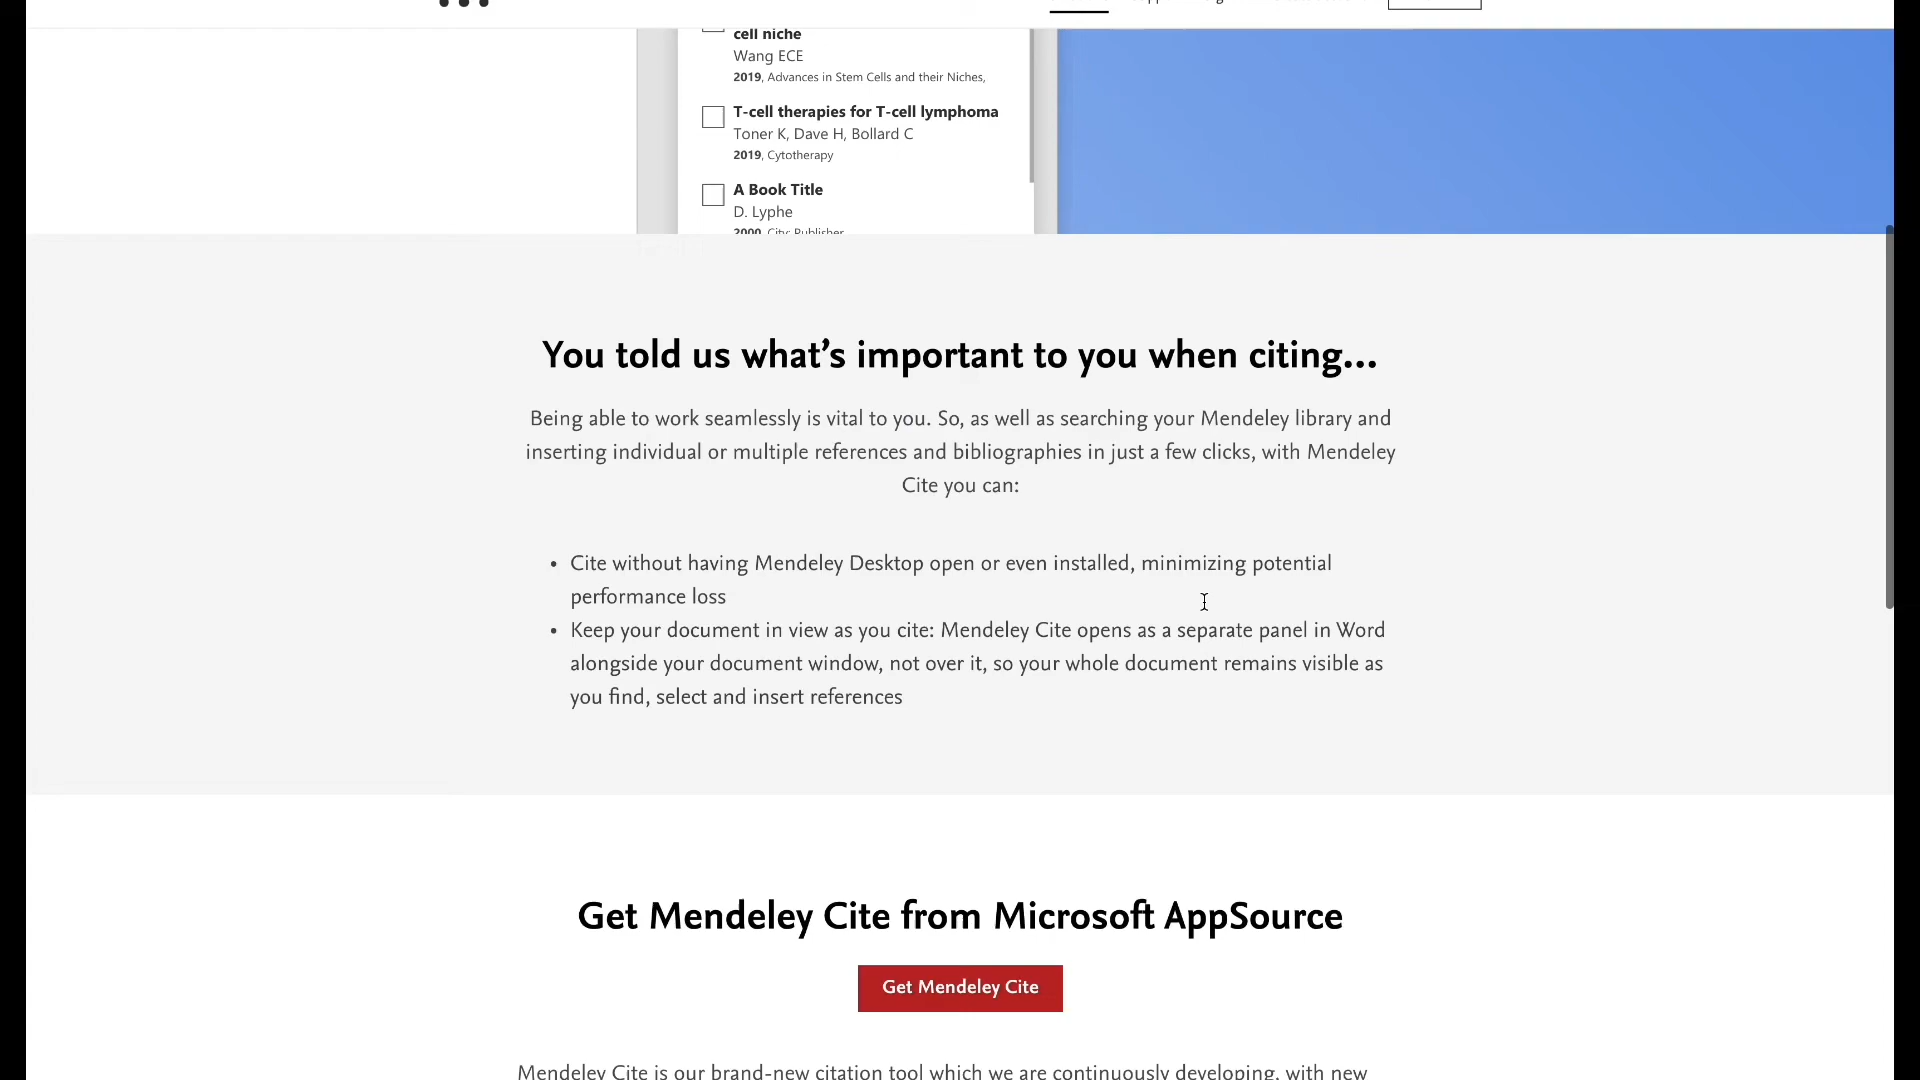 cell niche
Wang ECE
2019, Advances in Stem Cells and their Niches,
T-cell therapies for T-cell lymphoma
Toner K, Dave H, Bollard C
2019, Cytotherapy
A Book Title
D. Lyphe
2000, City: Publisher
You told us what’s important to you when citing...
Being able to work seamlessly is vital to you. So, as well as searching your Mendeley library and
inserting individual or multiple references and bibliographies in just a few clicks, with Mendeley
Cite you can:
• Cite without having Mendeley Desktop open or even installed, minimizing potential
performance loss
• Keep your document in view as you cite: Mendeley Cite opens as a separate panel in Word
alongside your document window, not over it, so your whole document remains visible as
you find, select and insert references
Get Mendeley Cite from Microsoft AppSource
Get Mendeley Cite
Mendeley Cite is our brand-new citation tool which we are continuously developing, with new